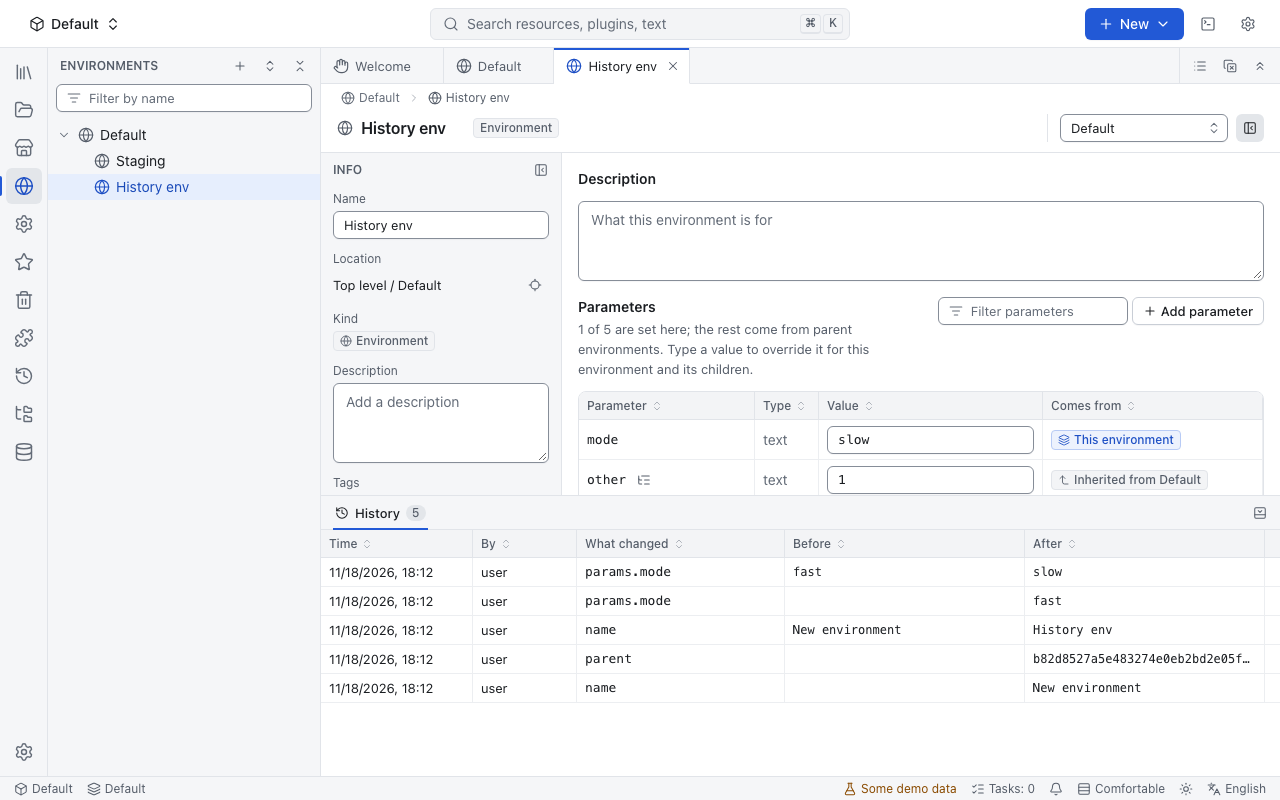 Default
Search resources, plugins, text
⌘ K
New
ENVIRONMENTS
Filter by name
Default
Staging
History env
Welcome
Default
History env
Default
History env
History env
Environment
Default
INFO
Name
History env
Location
Top level / Default
Kind
Environment
Description
Add a description
Tags
Description
What this environment is for
Parameters
1 of 5 are set here; the rest come from parent
environments. Type a value to override it for this
environment and its children.
Filter parameters
Add parameter
Parameter Type Value Comes from
mode text slow This environment
other text 1 Inherited from Default
History 5
Time By What changed Before After
11/18/2026, 18:12 user params.mode fast slow
11/18/2026, 18:12 user params.mode fast
11/18/2026, 18:12 user name New environment History env
11/18/2026, 18:12 user parent b82d8527a5e483274e0eb2bd2e05f…
11/18/2026, 18:12 user name New environment
Default
Default
Some demo data
Tasks: 0
Comfortable
English